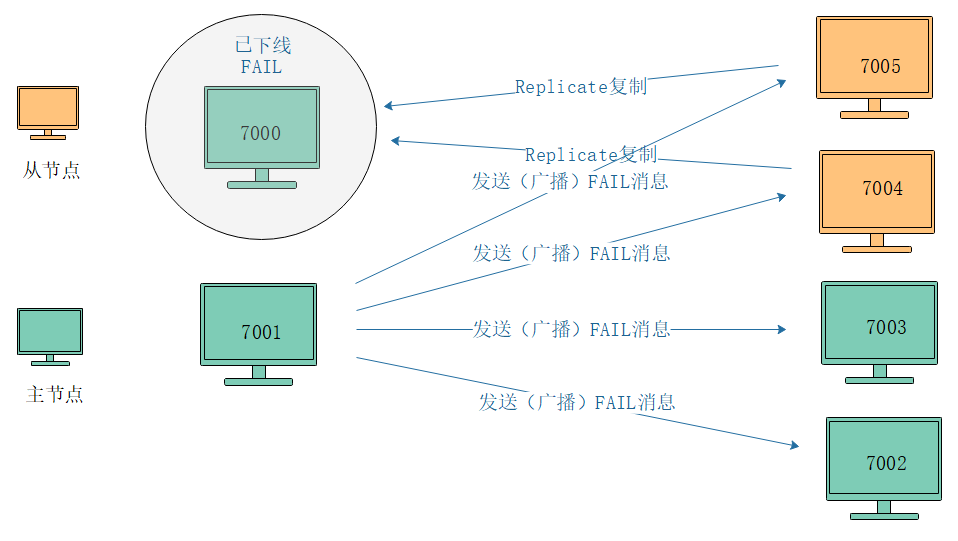 已下线
FAIL
7000
7005
Replicate复制
从节点
Replicate复制
发送（广播）FAIL消息
7004
发送（广播）FAIL消息
7001
发送（广播）FAIL消息
7003
主节点
发送（广播）FAIL消息
7002